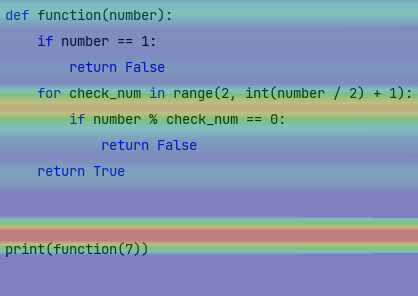 def function(number):
    if number == 1:
        return False
    for check_num in range(2, int(number / 2) + 1):
        if number % check_num == 0:
            return False
    return True
print(function(7))